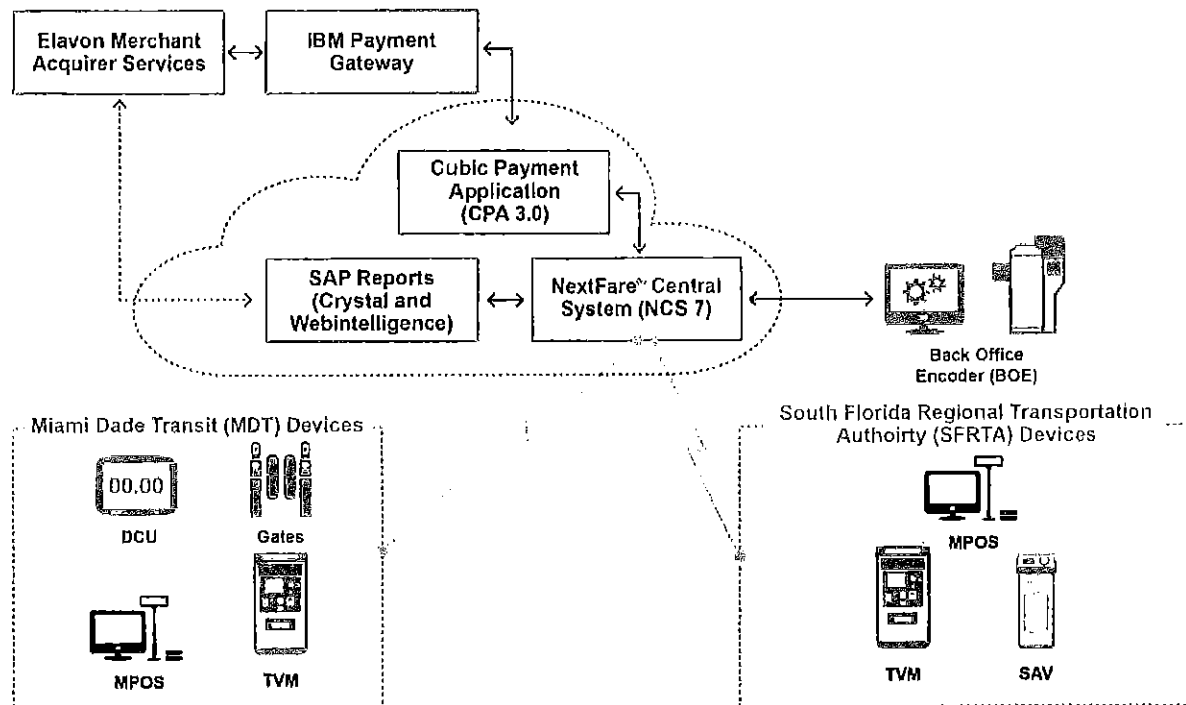 Elavon Merchant
Acquirer Services
IBM Payment
Gateway
Cubic Payment
Application
(CPA 3.0)
SAP Reports
(Crystal and
Webintelligence)
NextFare℠ Central
System (NCS 7)
Back Office
Encoder (BOE)
Miami Dade Transit (MDT) Devices
00.00
DCU
Gates
MPOS
TVM
South Florida Regional Transportation
Authoirty (SFRTA) Devices
MPOS
TVM
SAV